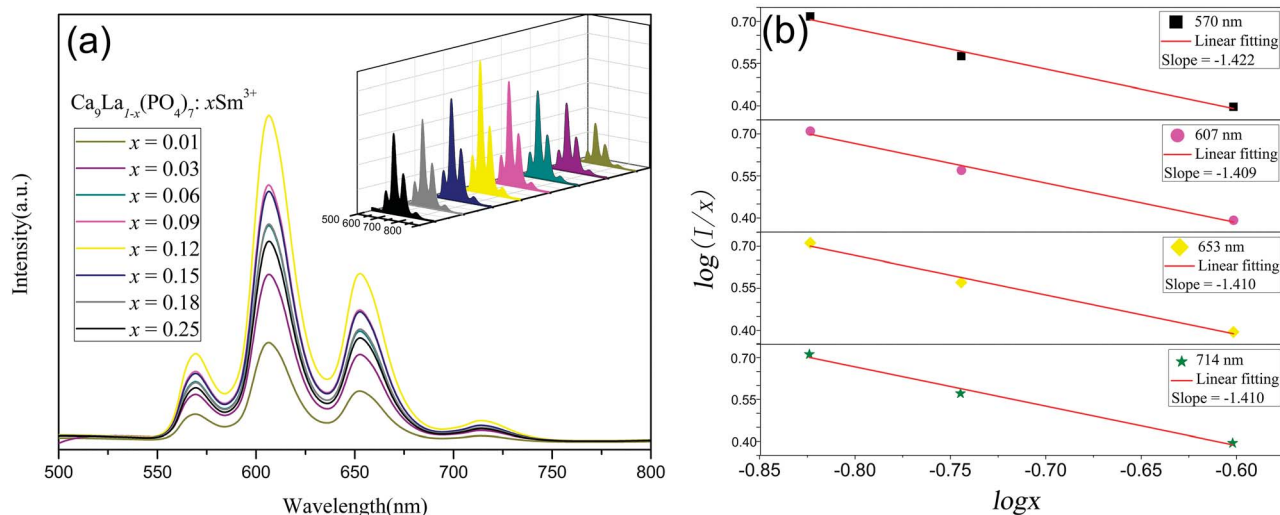 (a)
Ca₉La₁₋ₓ(PO₄)₇: xSm³⁺
x = 0.01
x = 0.03
x = 0.06
x = 0.09
x = 0.12
x = 0.15
x = 0.18
x = 0.25
500 600 700 800
Intensity(a.u.)
500 550 600 650 700 750 800
Wavelength(nm)
(b)
0.70
0.55
0.40
570 nm
Linear fitting
Slope = -1.422
0.70
0.55
0.40
607 nm
Linear fitting
Slope = -1.409
log (I/x)
0.70
0.55
0.40
653 nm
Linear fitting
Slope = -1.410
0.70
0.55
0.40
714 nm
Linear fitting
Slope = -1.410
-0.85 -0.80 -0.75 -0.70 -0.65 -0.60
logx